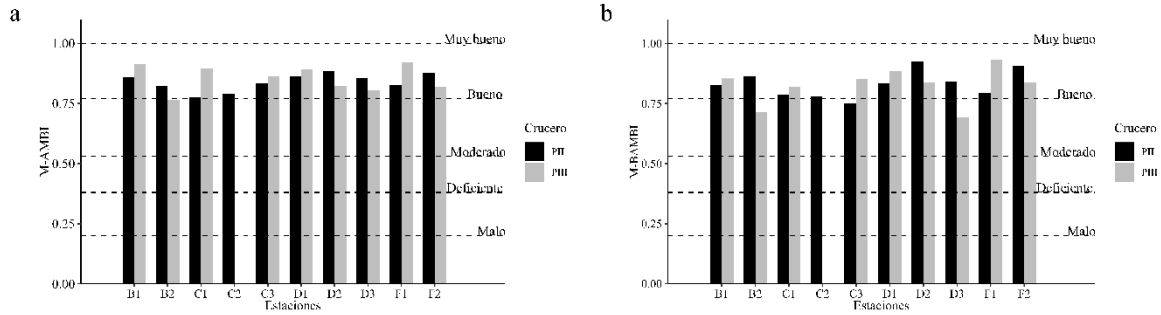 a
M-AMBI
1.00
0.75
0.50
0.25
0.00
Muy bueno
Bueno
Moderado
Deficiente
Malo
B1 B2 C1 C2 C3 D1 D2 D3 F1 F2
Estaciones
Crucero
PII
PIII
b
M-BAMBI
1.00
0.75
0.50
0.25
0.00
Muy bueno
Bueno
Moderado
Deficiente
Malo
B1 B2 C1 C2 C3 D1 D2 D3 F1 F2
Estaciones
Crucero
PII
PIII